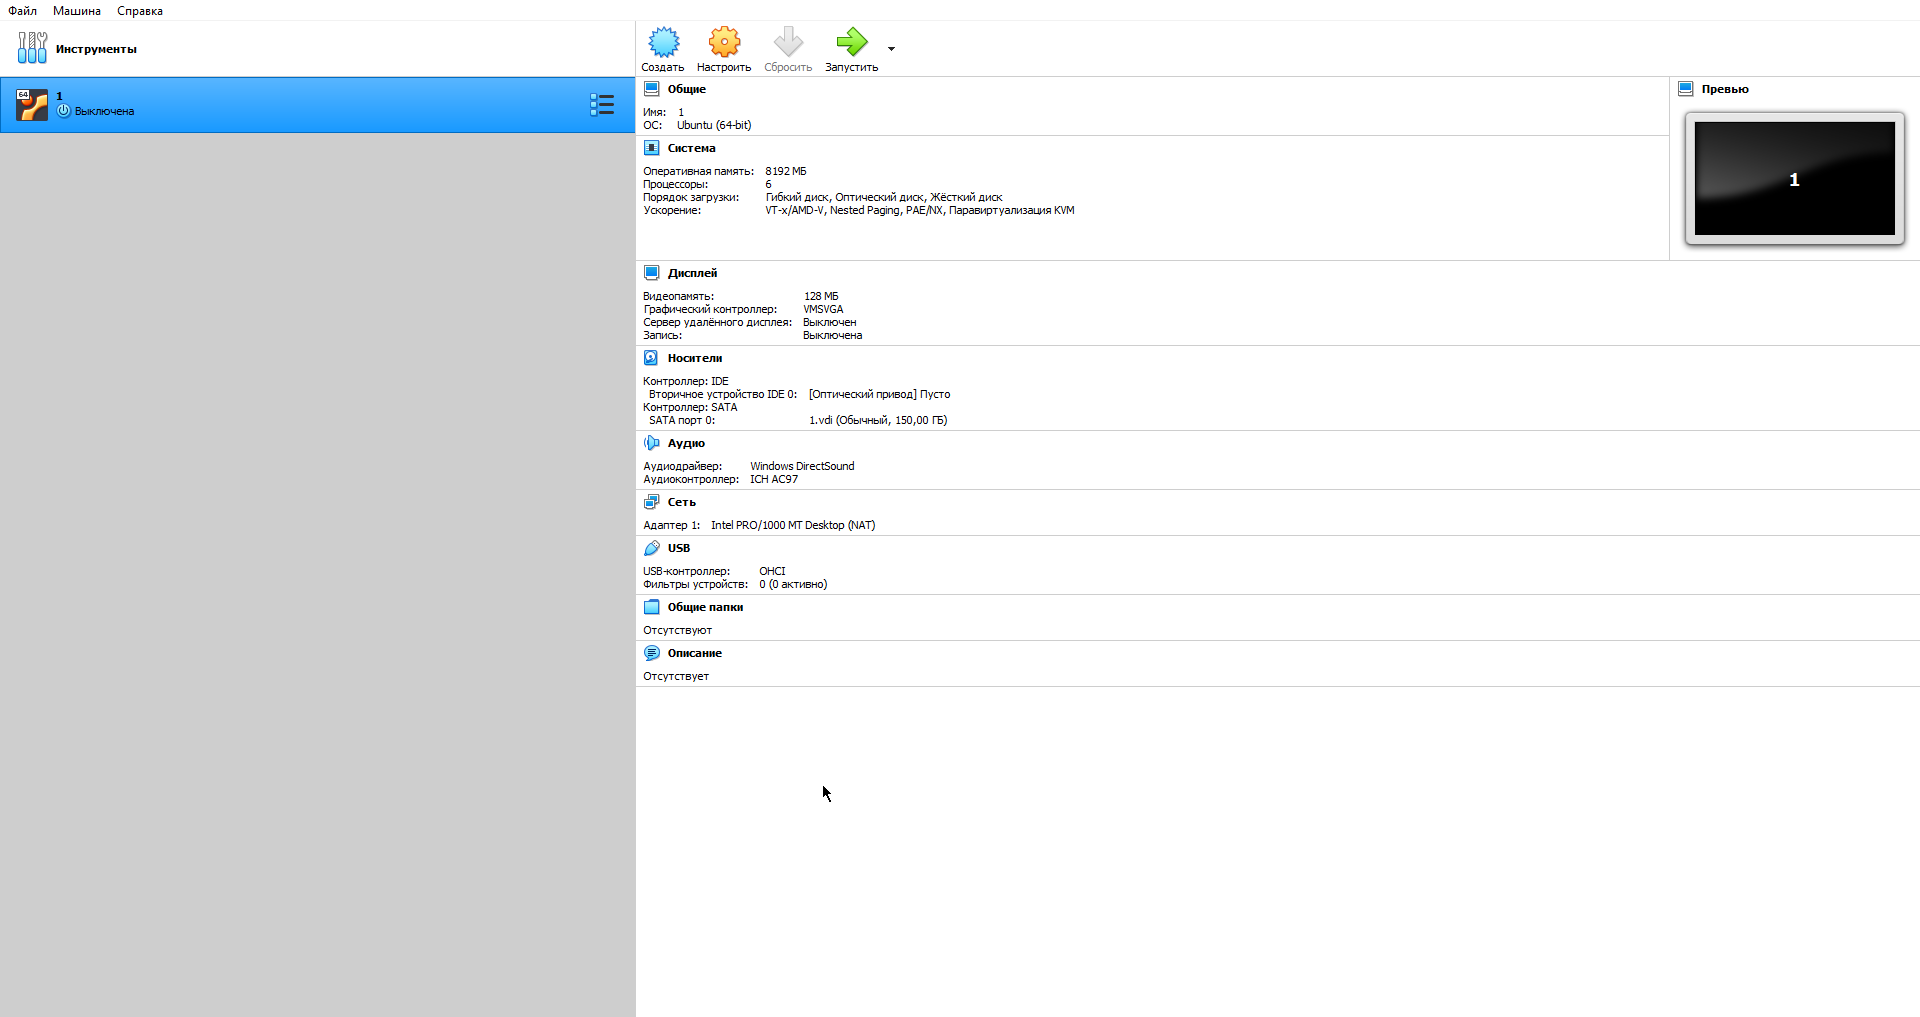 Файл Машина Справка
Инструменты
64
1
Выключена
Создать Настроить Сбросить Запустить
Общие
Имя: 1
ОС: Ubuntu (64-bit)
Превью
1
Система
Оперативная память: 8192 МБ
Процессоры: 6
Порядок загрузки: Гибкий диск, Оптический диск, Жёсткий диск
Ускорение: VT-x/AMD-V, Nested Paging, PAE/NX, Паравиртуализация KVM
Дисплей
Видеопамять: 128 МБ
Графический контроллер: VMSVGA
Сервер удалённого дисплея: Выключен
Запись: Выключена
Носители
Контроллер: IDE
Вторичное устройство IDE 0: [Оптический привод] Пусто
Контроллер: SATA
SATA порт 0: 1.vdi (Обычный, 150,00 ГБ)
Аудио
Аудиодрайвер: Windows DirectSound
Аудиоконтроллер: ICH AC97
Сеть
Адаптер 1: Intel PRO/1000 MT Desktop (NAT)
USB
USB-контроллер: OHCI
Фильтры устройств: 0 (0 активно)
Общие папки
Отсутствуют
Описание
Отсутствует